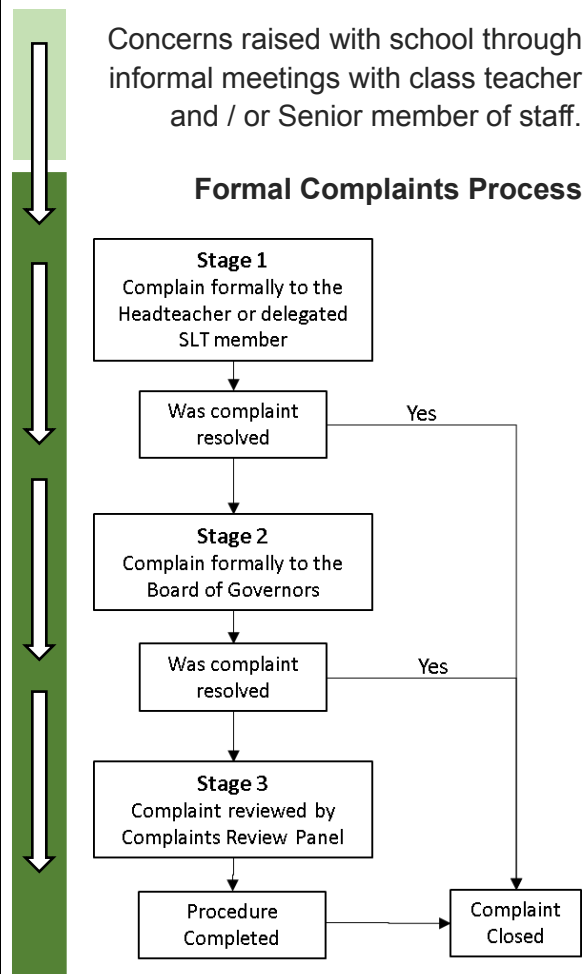 Concerns raised with school through
informal meetings with class teacher
and / or Senior member of staff.
Formal Complaints Process
Stage 1
Complain formally to the
Headteacher or delegated
SLT member
Was complaint
resolved
Yes
Stage 2
Complain formally to the
Board of Governors
Was complaint
resolved
Yes
Stage 3
Complaint reviewed by
Complaints Review Panel
Procedure
Completed
Complaint
Closed